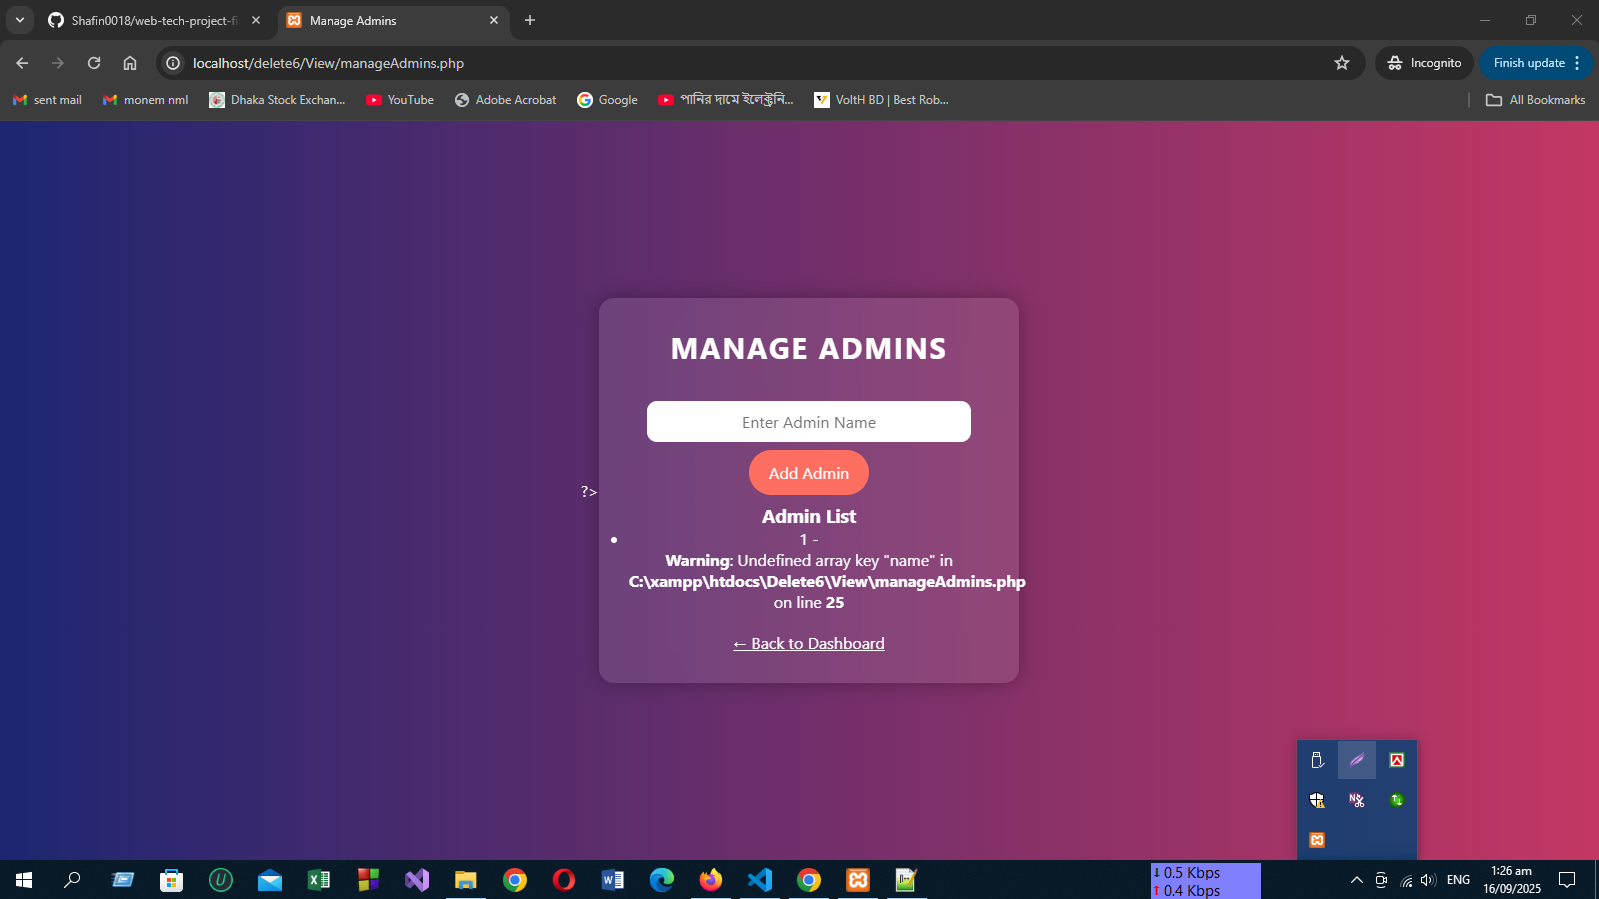 Shafin0018/web-tech-project-fi
Manage Admins
localhost/delete6/View/manageAdmins.php
Incognito
Finish update
sent mail
monem nml
Dhaka Stock Exchan...
YouTube
Adobe Acrobat
Google
পানির দামে ইলেক্ট্রনি...
VoltH BD | Best Rob...
All Bookmarks
MANAGE ADMINS
Enter Admin Name
Add Admin
?>
Admin List
1 -
Warning: Undefined array key "name" in
C:\xampp\htdocs\Delete6\View\manageAdmins.php
on line 25
← Back to Dashboard
0.5 Kbps
0.4 Kbps
ENG
1:26 am
16/09/2025